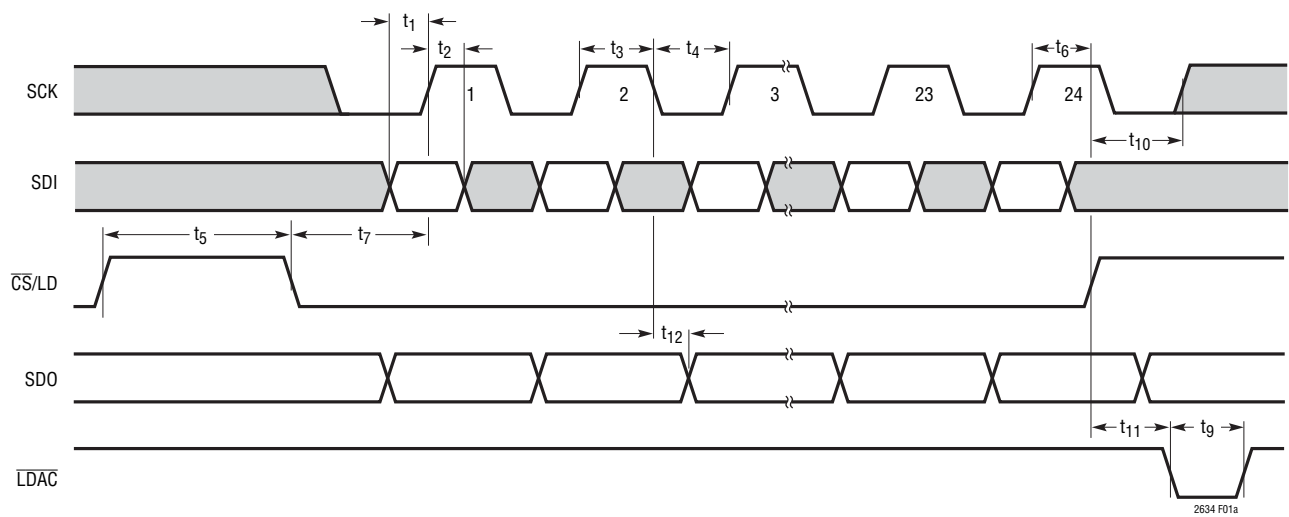 t1
t2
t3
t4
t6
SCK
1
2
3
23
24
t10
SDI
t5
t7
CS/LD
t12
SDO
t11
t9
LDAC
2634 F01a